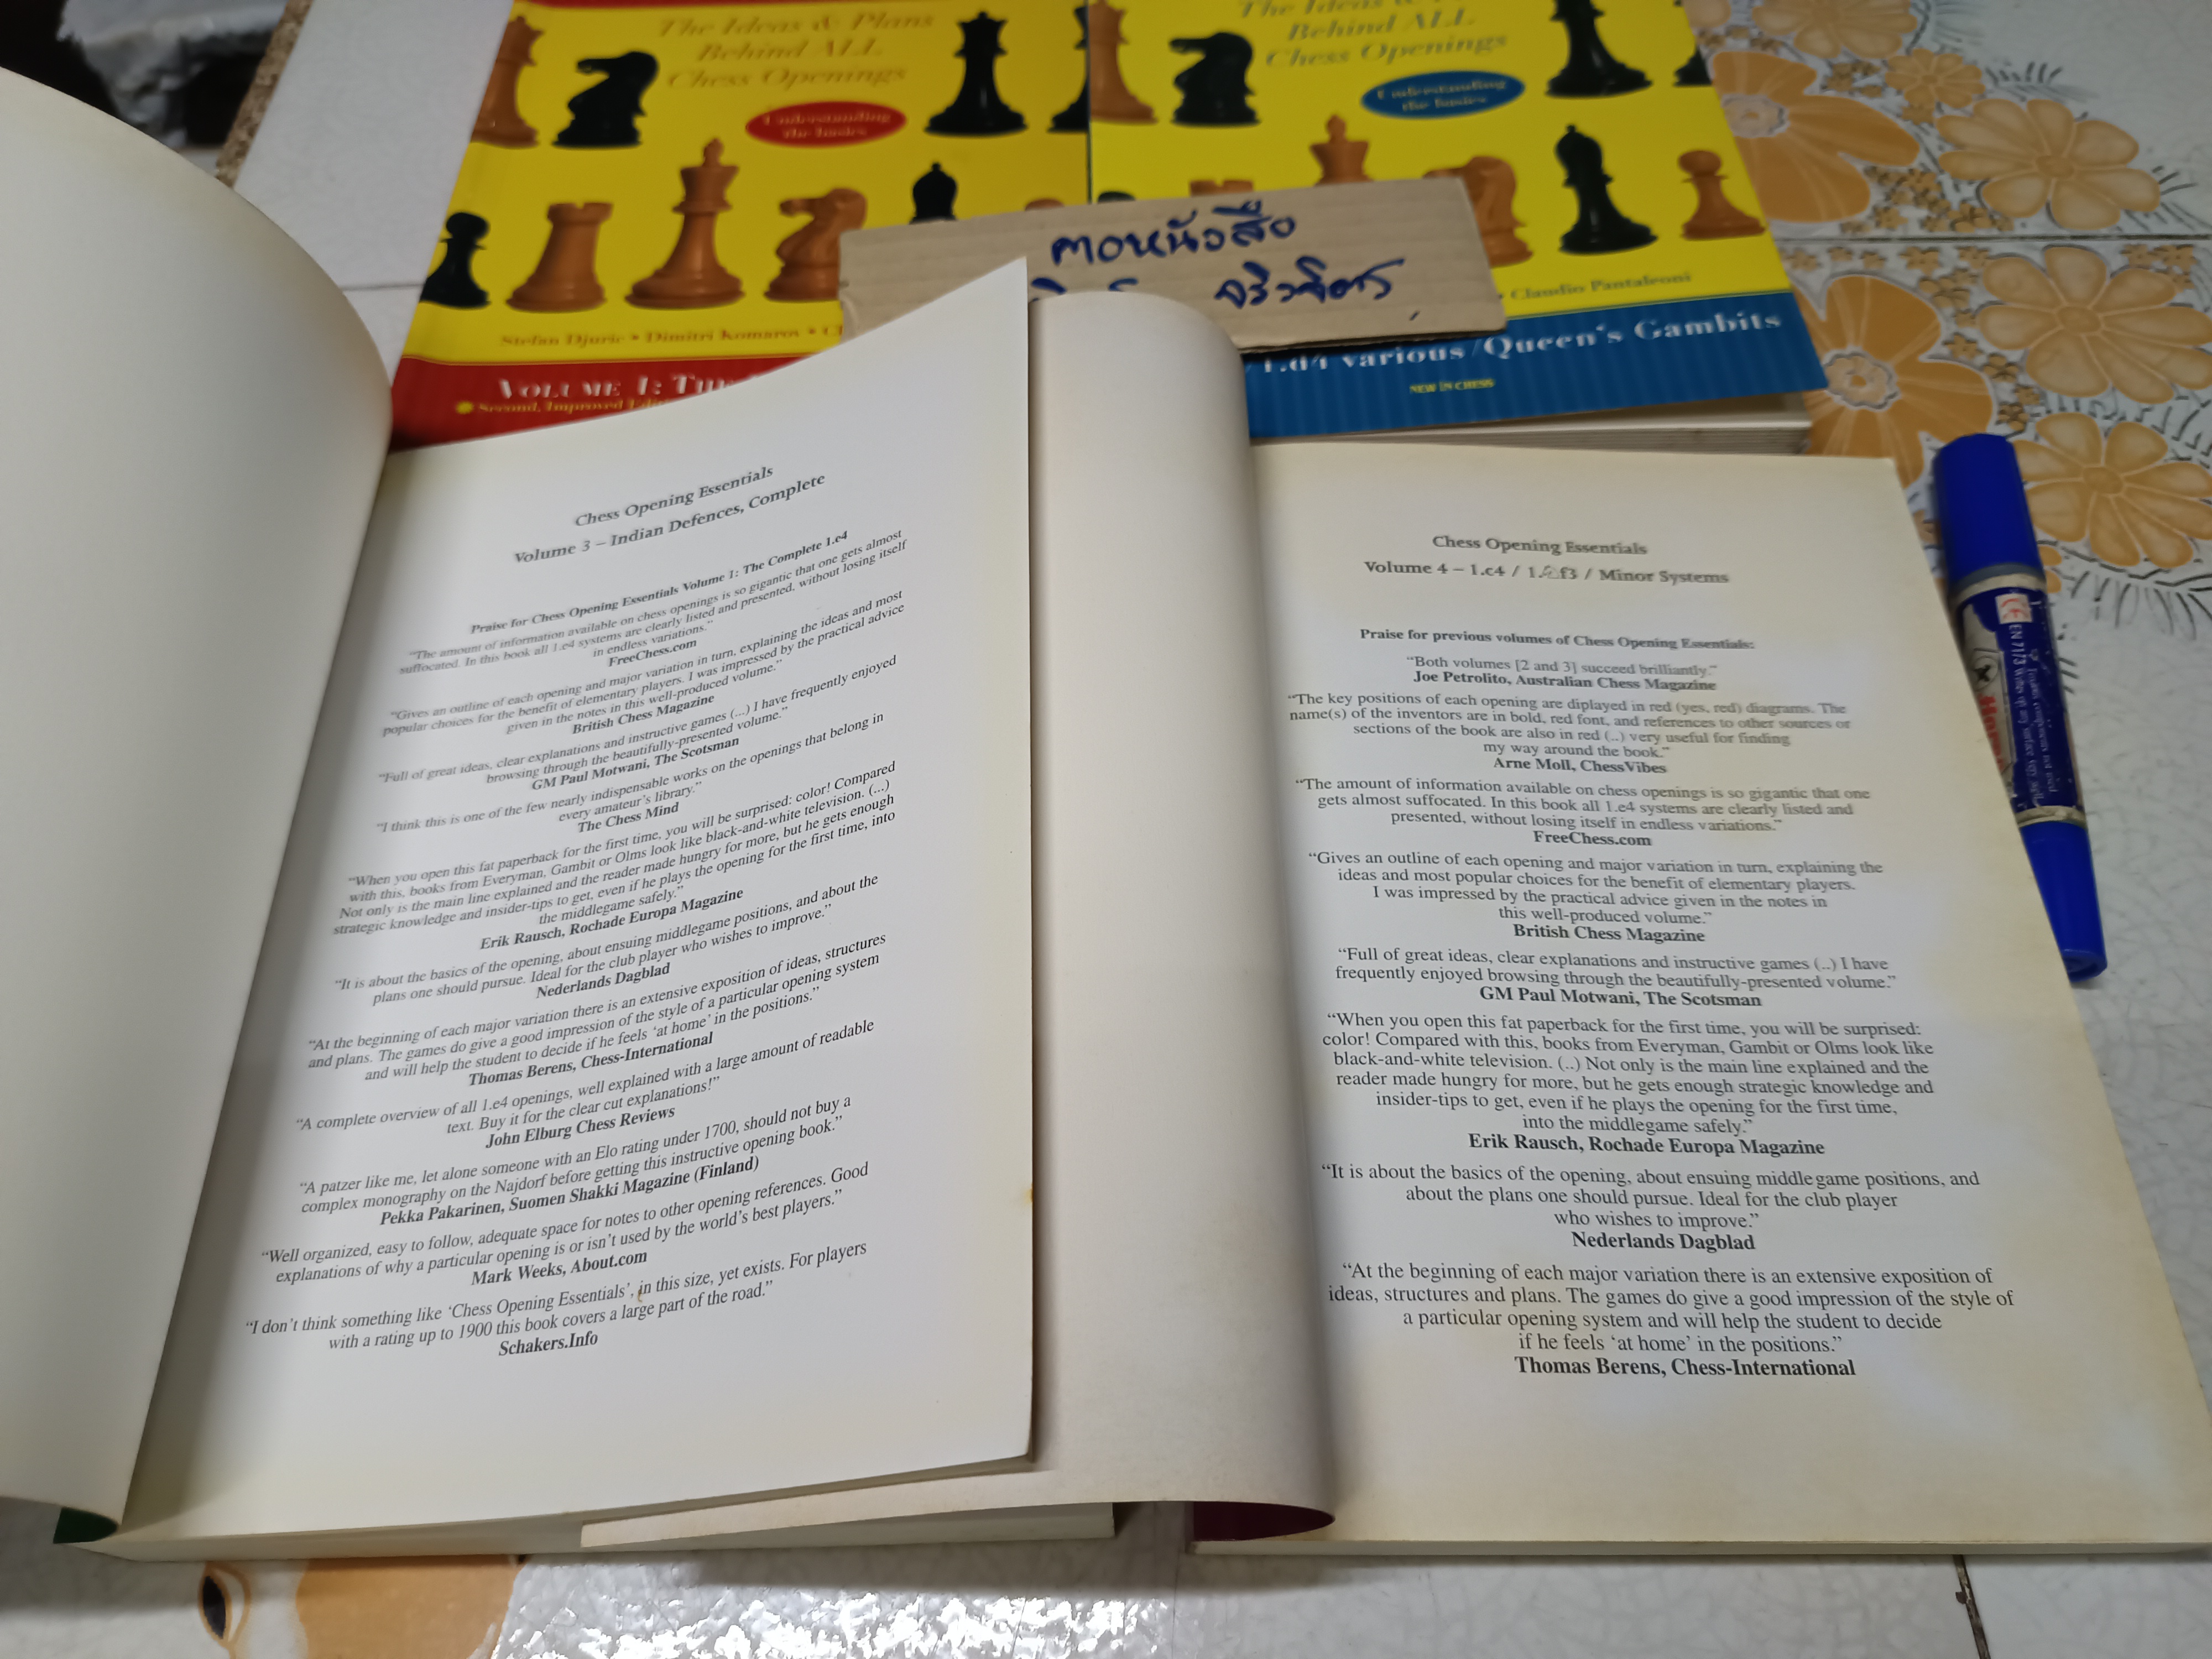 The Ideas & Plans
Behind ALL
Chess Openings
Understanding
the basics
Stefan Djuric • Dimitri Komarov •
VOLUME 1:
Second, Improved
Behind ALL
Chess Openings
Understanding
the basics
• Claudio Pantaleoni
1.d4 various/Queen's Gambits
NEW IN CHESS
หนังสือ
Chess Opening Essentials
Volume 3 – Indian Defences, Complete
Praise for Chess Opening Essentials Volume 1: The Complete 1.e4
“The amount of information available on chess openings is so gigantic that one gets almost
suffocated. In this book all 1.e4 systems are clearly listed and presented, without losing itself
in endless variations.”
FreeChess.com
“Gives an outline of each opening and major variation in turn, explaining the ideas and most
popular choices for the benefit of elementary players. I was impressed by the practical advice
given in the notes in this well-produced volume.”
British Chess Magazine
“Full of great ideas, clear explanations and instructive games (...) I have frequently enjoyed
browsing through the beautifully-presented volume.”
GM Paul Motwani, The Scotsman
“I think this is one of the few nearly indispensable works on the openings that belong in
every amateur’s library.”
The Chess Mind
“When you open this fat paperback for the first time, you will be surprised: color! Compared
with this, books from Everyman, Gambit or Olms look like black-and-white television. (...)
Not only is the main line explained and the reader made hungry for more, but he gets enough
strategic knowledge and insider-tips to get, even if he plays the opening for the first time, into
the middlegame safely.”
Erik Rausch, Rochade Europa Magazine
“It is about the basics of the opening, about ensuing middlegame positions, and about the
plans one should pursue. Ideal for the club player who wishes to improve.”
Nederlands Dagblad
“At the beginning of each major variation there is an extensive exposition of ideas, structures
and plans. The games do give a good impression of the style of a particular opening system
and will help the student to decide if he feels ‘at home’ in the positions.”
Thomas Berens, Chess-International
“A complete overview of all 1.e4 openings, well explained with a large amount of readable
text. Buy it for the clear cut explanations!”
John Elburg Chess Reviews
“A patzer like me, let alone someone with an Elo rating under 1700, should not buy a
complex monography on the Najdorf before getting this instructive opening book.”
Pekka Pakarinen, Suomen Shakki Magazine (Finland)
“Well organized, easy to follow, adequate space for notes to other opening references. Good
explanations of why a particular opening is or isn’t used by the world’s best players.”
Mark Weeks, About.com
“I don’t think something like ‘Chess Opening Essentials’, in this size, yet exists. For players
with a rating up to 1900 this book covers a large part of the road.”
Schakers.Info
Chess Opening Essentials
Volume 4 – 1.c4 / 1.♘f3 / Minor Systems
Praise for previous volumes of Chess Opening Essentials:
“Both volumes [2 and 3] succeed brilliantly.”
Joe Petrolito, Australian Chess Magazine
“The key positions of each opening are diplayed in red (yes, red) diagrams. The
name(s) of the inventors are in bold, red font, and references to other sources or
sections of the book are also in red (..) very useful for finding
my way around the book.”
Arne Moll, ChessVibes
“The amount of information available on chess openings is so gigantic that one
gets almost suffocated. In this book all 1.e4 systems are clearly listed and
presented, without losing itself in endless variations.”
FreeChess.com
“Gives an outline of each opening and major variation in turn, explaining the
ideas and most popular choices for the benefit of elementary players.
I was impressed by the practical advice given in the notes in
this well-produced volume.”
British Chess Magazine
“Full of great ideas, clear explanations and instructive games (..) I have
frequently enjoyed browsing through the beautifully-presented volume.”
GM Paul Motwani, The Scotsman
“When you open this fat paperback for the first time, you will be surprised:
color! Compared with this, books from Everyman, Gambit or Olms look like
black-and-white television. (..) Not only is the main line explained and the
reader made hungry for more, but he gets enough strategic knowledge and
insider-tips to get, even if he plays the opening for the first time,
into the middlegame safely.”
Erik Rausch, Rochade Europa Magazine
“It is about the basics of the opening, about ensuing middlegame positions, and
about the plans one should pursue. Ideal for the club player
who wishes to improve.”
Nederlands Dagblad
“At the beginning of each major variation there is an extensive exposition of
ideas, structures and plans. The games do give a good impression of the style of
a particular opening system and will help the student to decide
if he feels ‘at home’ in the positions.”
Thomas Berens, Chess-International
EN 7173